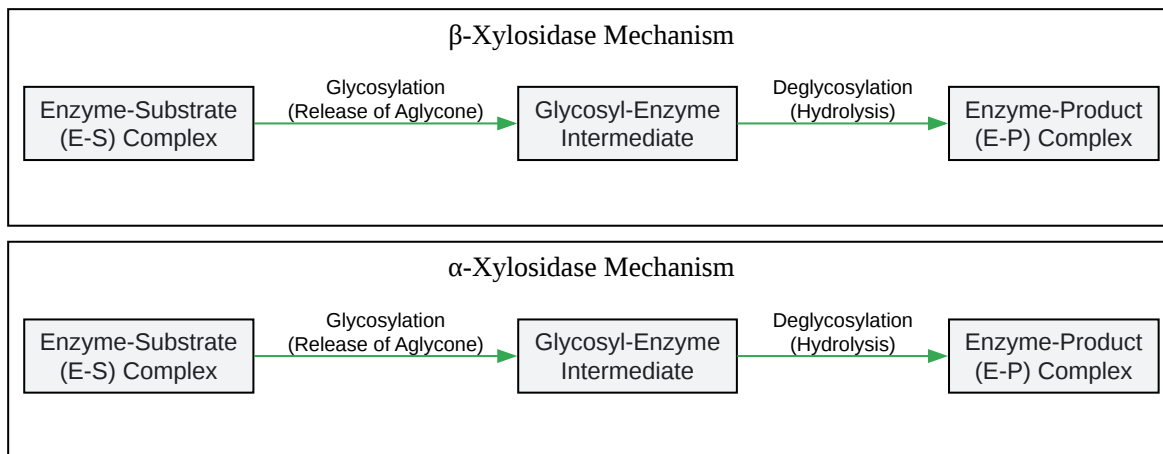 β-Xylosidase Mechanism
Enzyme-Substrate
(E-S) Complex
Glycosylation
(Release of Aglycone)
Glycosyl-Enzyme
Intermediate
Deglycosylation
(Hydrolysis)
Enzyme-Product
(E-P) Complex
α-Xylosidase Mechanism
Enzyme-Substrate
(E-S) Complex
Glycosylation
(Release of Aglycone)
Glycosyl-Enzyme
Intermediate
Deglycosylation
(Hydrolysis)
Enzyme-Product
(E-P) Complex